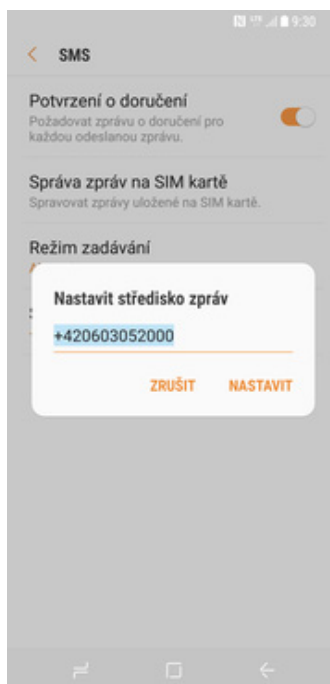 9:30
SMS
Potvrzení o doručení
Požadovat zprávu o doručení pro
každou odeslanou zprávu.
Správa zpráv na SIM kartě
Spravovat zprávy uložené na SIM kartě.
Režim zadávání
Nastavit středisko zpráv
+420603052000
ZRUŠIT NASTAVIT